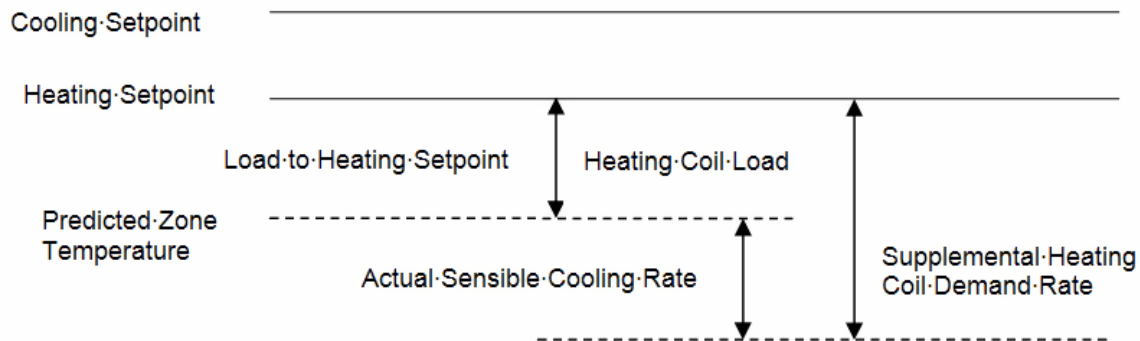 Cooling·Setpoint
Heating·Setpoint
Load·to·Heating·Setpoint
Heating·Coil·Load
Predicted·Zone
Temperature
Actual·Sensible·Cooling·Rate
Supplemental·Heating
Coil·Demand·Rate